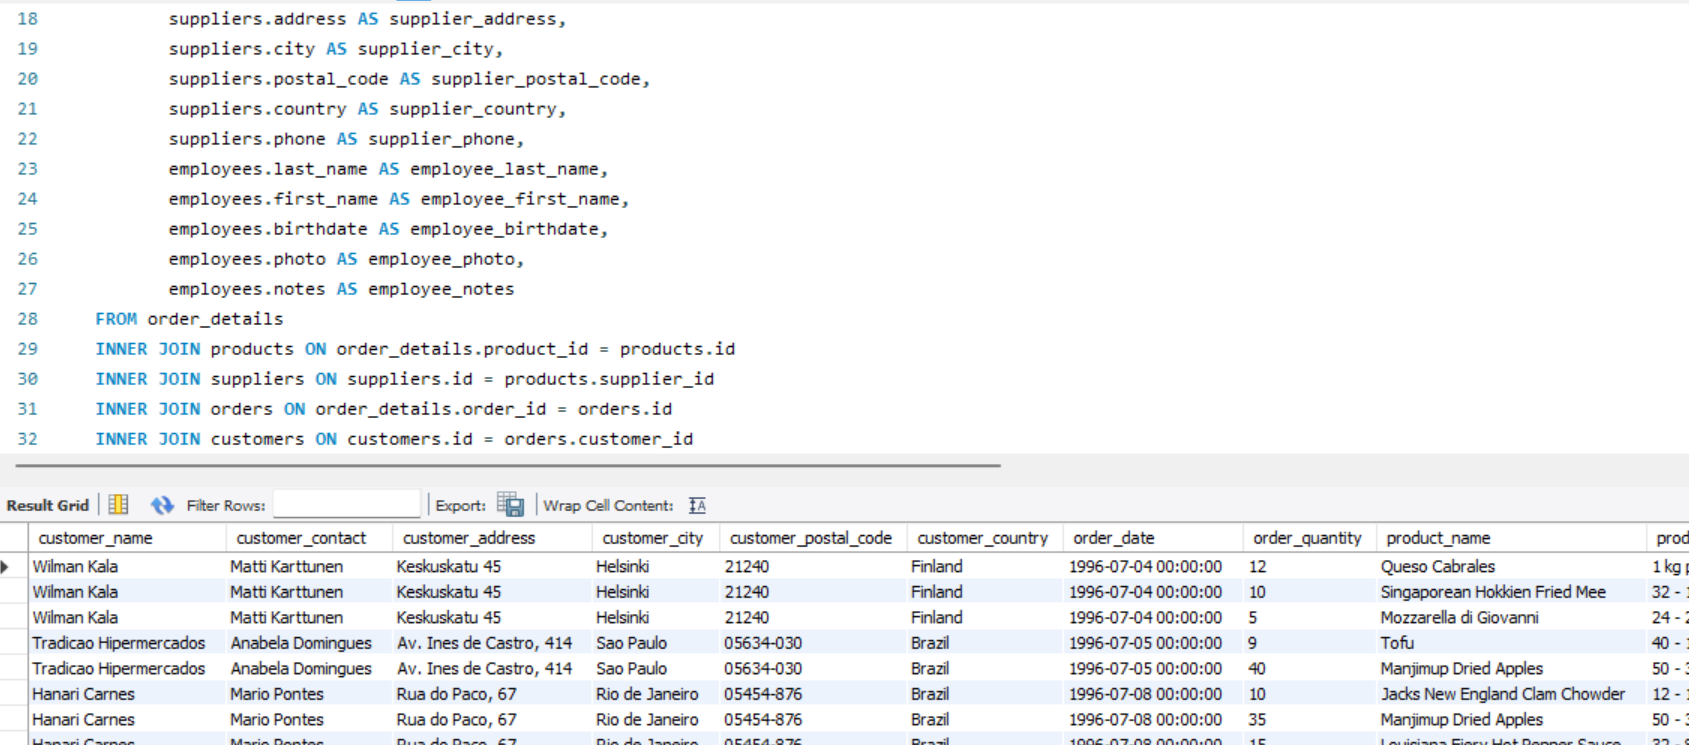 18 suppliers.address AS supplier_address,
19 suppliers.city AS supplier_city,
20 suppliers.postal_code AS supplier_postal_code,
21 suppliers.country AS supplier_country,
22 suppliers.phone AS supplier_phone,
23 employees.last_name AS employee_last_name,
24 employees.first_name AS employee_first_name,
25 employees.birthdate AS employee_birthdate,
26 employees.photo AS employee_photo,
27 employees.notes AS employee_notes
28 FROM order_details
29 INNER JOIN products ON order_details.product_id = products.id
30 INNER JOIN suppliers ON suppliers.id = products.supplier_id
31 INNER JOIN orders ON order_details.order_id = orders.id
32 INNER JOIN customers ON customers.id = orders.customer_id
Result Grid Filter Rows: Export: Wrap Cell Content: IA
customer_name customer_contact customer_address customer_city customer_postal_code customer_country order_date order_quantity product_name prod
Wilman Kala Matti Karttunen Keskuskatu 45 Helsinki 21240 Finland 1996-07-04 00:00:00 12 Queso Cabrales 1 kg p
Wilman Kala Matti Karttunen Keskuskatu 45 Helsinki 21240 Finland 1996-07-04 00:00:00 10 Singaporean Hokkien Fried Mee 32 - 1
Wilman Kala Matti Karttunen Keskuskatu 45 Helsinki 21240 Finland 1996-07-04 00:00:00 5 Mozzarella di Giovanni 24 - 2
Tradicao Hipermercados Anabela Domingues Av. Ines de Castro, 414 Sao Paulo 05634-030 Brazil 1996-07-05 00:00:00 9 Tofu 40 - 1
Tradicao Hipermercados Anabela Domingues Av. Ines de Castro, 414 Sao Paulo 05634-030 Brazil 1996-07-05 00:00:00 40 Manjimup Dried Apples 50 - 3
Hanari Carnes Mario Pontes Rua do Paco, 67 Rio de Janeiro 05454-876 Brazil 1996-07-08 00:00:00 10 Jacks New England Clam Chowder 12 - 1
Hanari Carnes Mario Pontes Rua do Paco, 67 Rio de Janeiro 05454-876 Brazil 1996-07-08 00:00:00 35 Manjimup Dried Apples 50 - 3
Hanari Carnes Mario Pontes Rua do Paco, 67 Rio de Janeiro 05454-876 Brazil 1996-07-08 00:00:00 15 Louisiana Fiery Hot Pepper Sauce